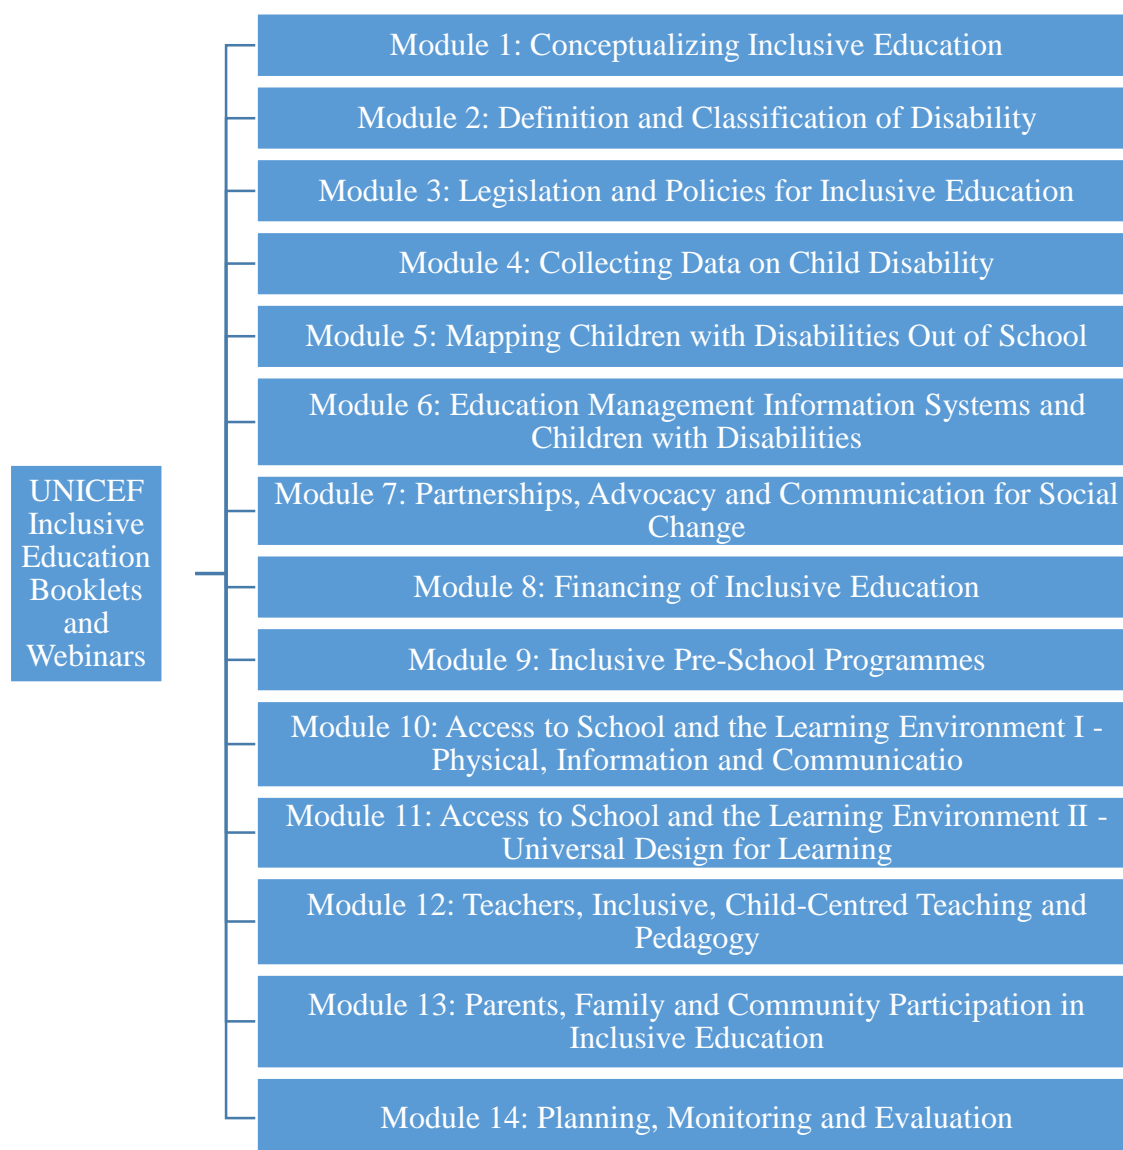 UNICEF
Inclusive
Education
Booklets
and
Webinars
Module 1: Conceptualizing Inclusive Education
Module 2: Definition and Classification of Disability
Module 3: Legislation and Policies for Inclusive Education
Module 4: Collecting Data on Child Disability
Module 5: Mapping Children with Disabilities Out of School
Module 6: Education Management Information Systems and
Children with Disabilities
Module 7: Partnerships, Advocacy and Communication for Social
Change
Module 8: Financing of Inclusive Education
Module 9: Inclusive Pre-School Programmes
Module 10: Access to School and the Learning Environment I -
Physical, Information and Communicatio
Module 11: Access to School and the Learning Environment II -
Universal Design for Learning
Module 12: Teachers, Inclusive, Child-Centred Teaching and
Pedagogy
Module 13: Parents, Family and Community Participation in
Inclusive Education
Module 14: Planning, Monitoring and Evaluation